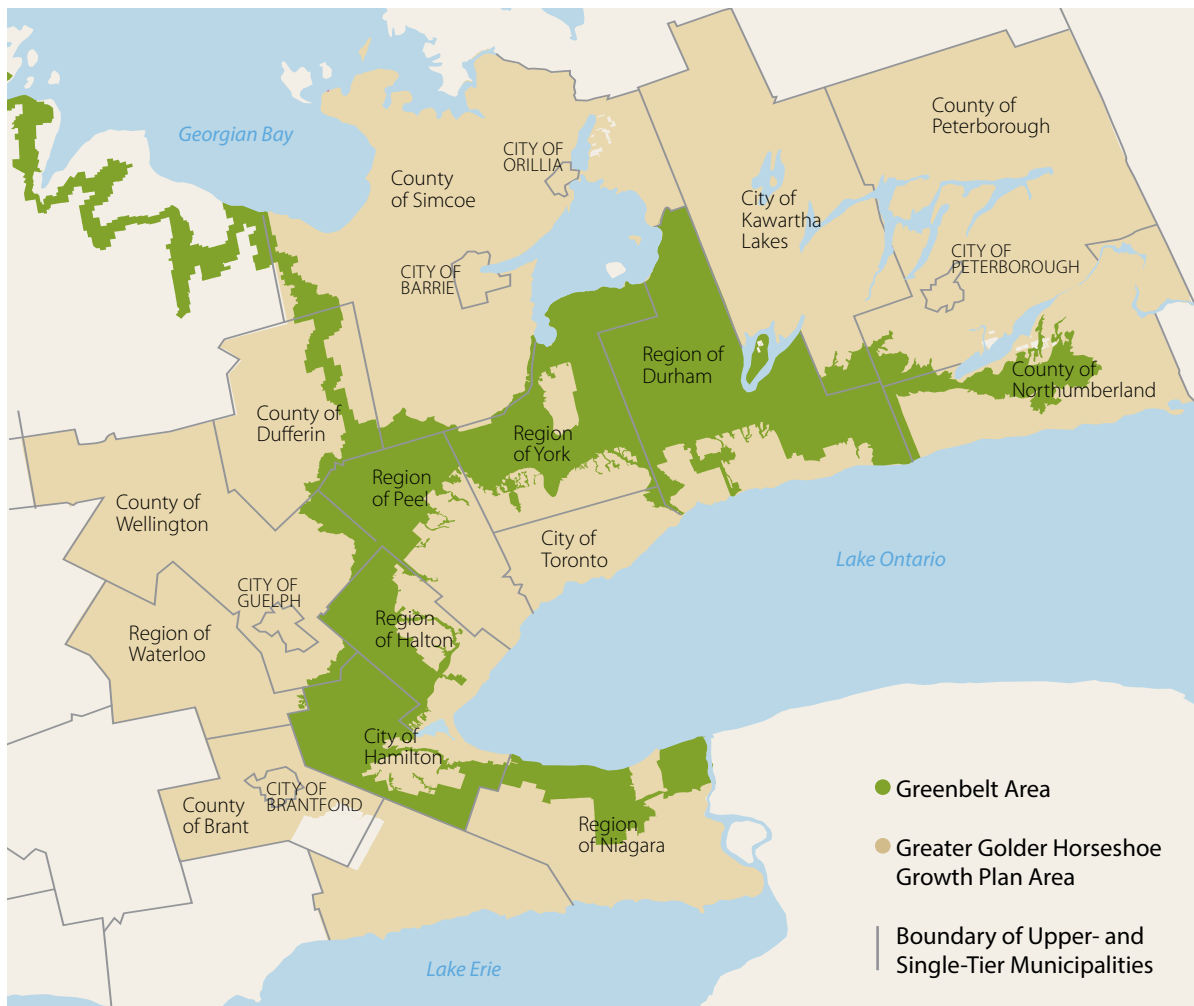 County of
Peterborough
Georgian Bay
CITY OF
ORILLIA
County
of Simcoe
City of
Kawartha
Lakes
CITY OF
PETERBOROUGH
CITY OF
BARRIE
Region of
Durham
County of
Northumberland
County of
Dufferin
Region
of York
Region
of Peel
County of
Wellington
City of
Toronto
Lake Ontario
CITY OF
GUELPH
Region
of Halton
Region of
Waterloo
City of
Hamilton
CITY OF
BRANTFORD
County
of Brant
Region
of Niagara
Lake Erie
Greenbelt Area
Greater Golder Horseshoe
Growth Plan Area
Boundary of Upper- and
Single-Tier Municipalities